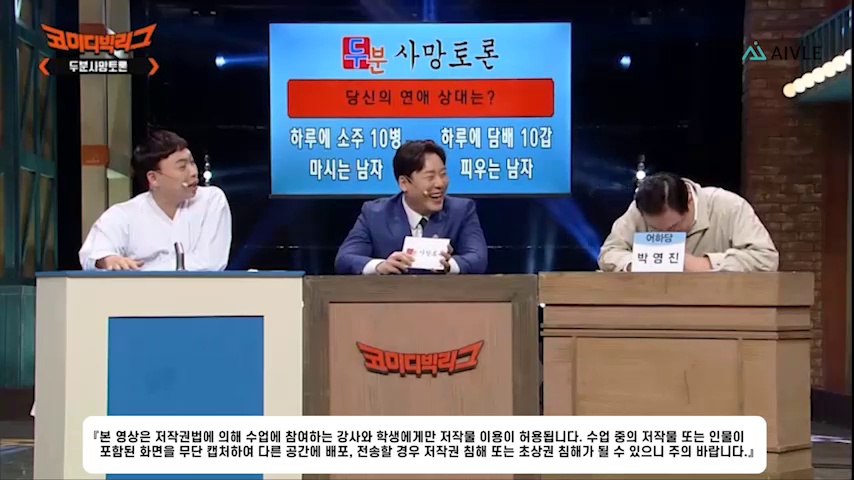 코미디빅리그
두분사망토론
AIVLE
두분 사망토론
당신의 연애 상대는?
하루에 소주 10병 하루에 담배 10갑
마시는 남자 피우는 남자
어하당
박영진
코미디빅리그
『본 영상은 저작권법에 의해 수업에 참여하는 강사와 학생에게만 저작물 이용이 허용됩니다. 수업 중의 저작물 또는 인물이
포함된 화면을 무단 캡처하여 다른 공간에 배포, 전송할 경우 저작권 침해 또는 초상권 침해가 될 수 있으니 주의 바랍니다.』